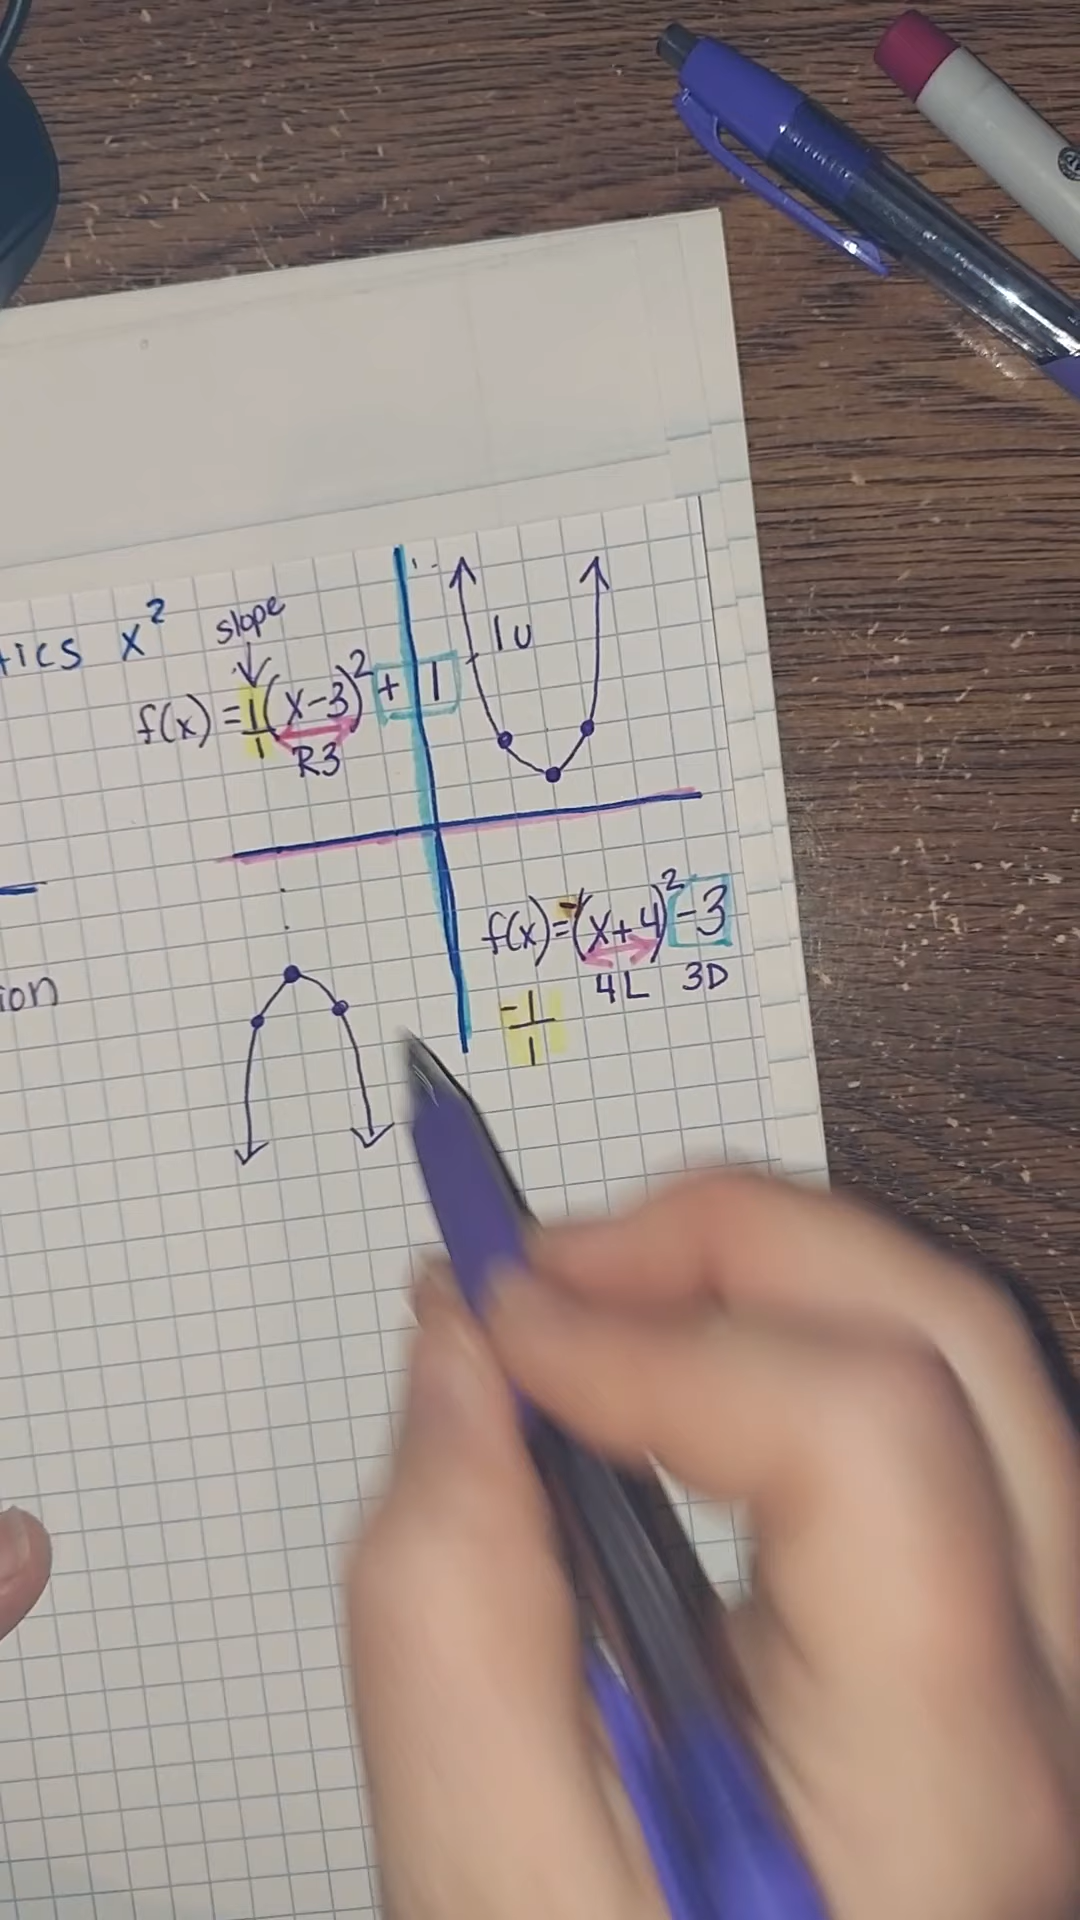 tics x²
slope
f(x) = 1/1 (x-3)² + 1
R3
1U
f(x) = -(x+4)² -3
4L 3D
-1/1
ion